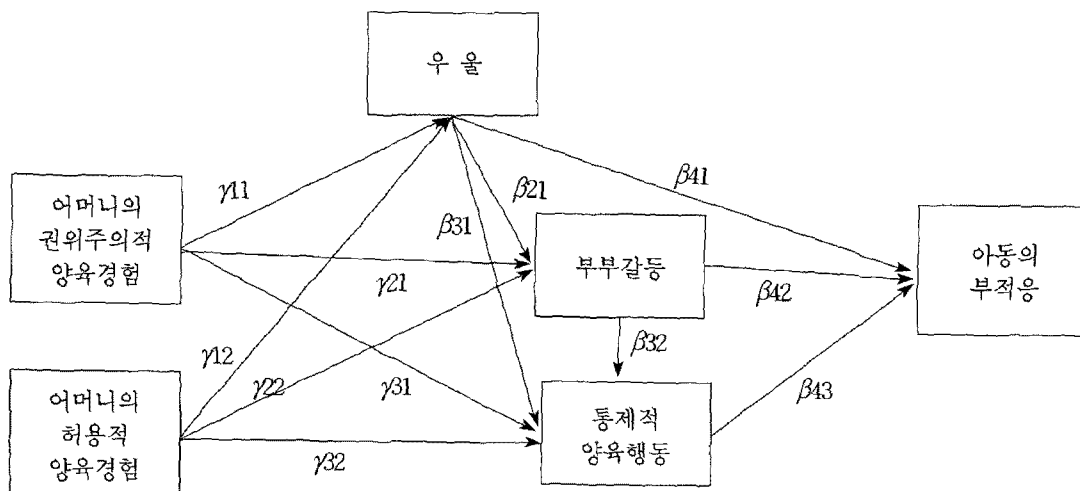 우 울
γ11
β21
β41
어머니의
권위주의적
양육경험
β31
부부갈등
아동의
부적응
γ21
β42
γ12
γ22
γ31
β32
어머니의
허용적
양육경험
통제적
양육행동
β43
γ32